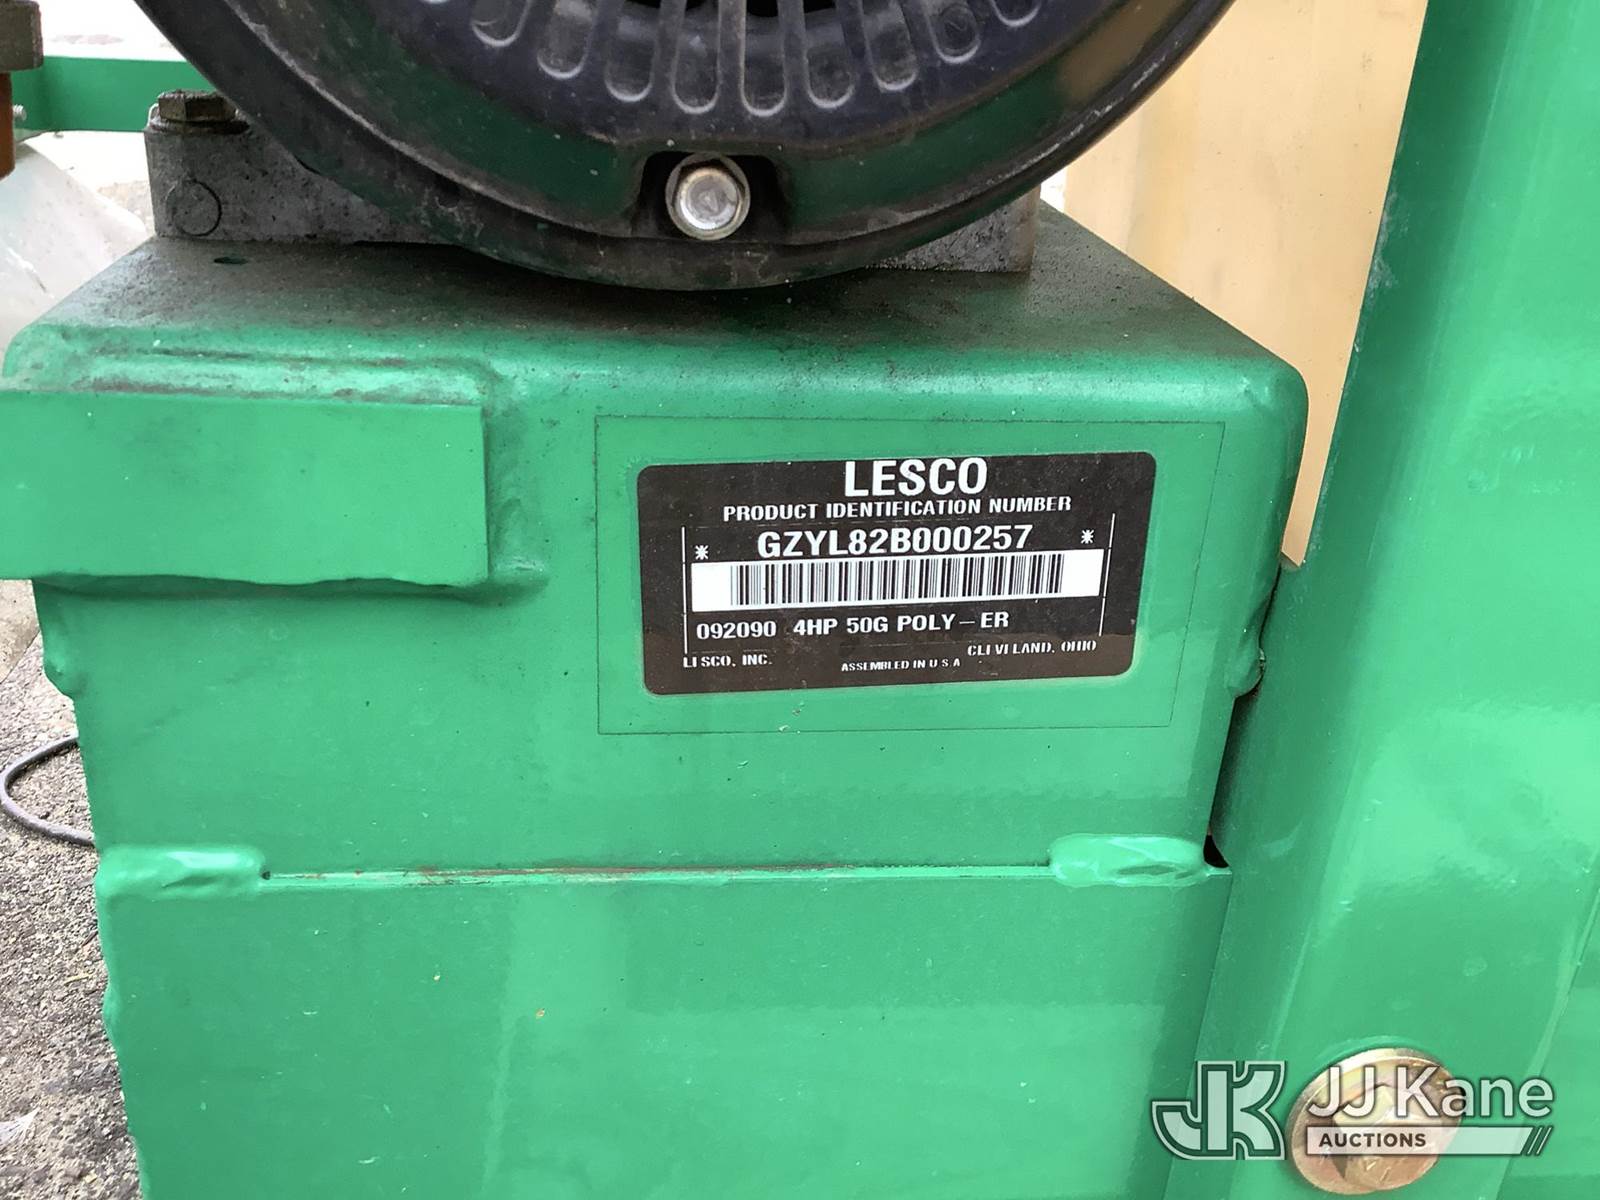 LESCO
PRODUCT IDENTIFICATION NUMBER
* GZYL82B000257 *
092090 4HP 50G POLY-ER
LESCO, INC. ASSEMBLED IN U S A CLEVELAND, OHIO
JK JJ Kane
AUCTIONS